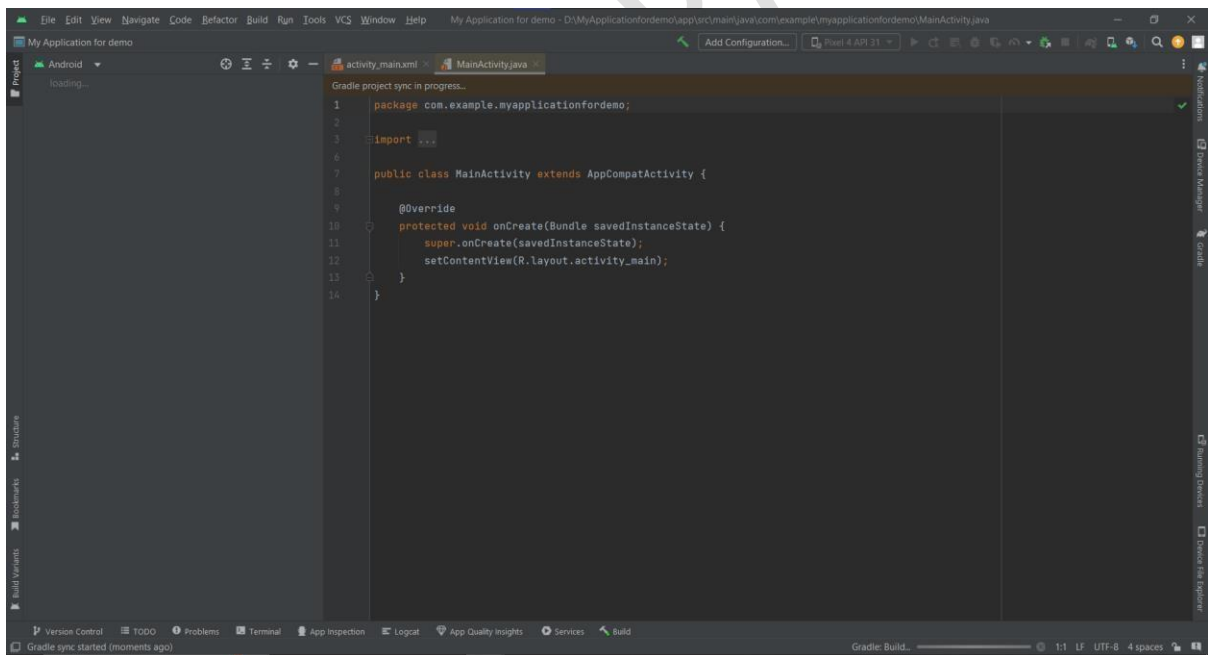 File Edit View Navigate Code Refactor Build Run Tools VCS Window Help My Application for demo - D:\MyApplicationfordemo\app\src\main\java\com\example\myapplicationfordemo\MainActivity.java
My Application for demo Add Configuration... Pixel 4 API 31
Project Android activity_main.xml MainActivity.java
loading...
Gradle project sync in progress...
1 package com.example.myapplicationfordemo;
2
3 import ...
6
7 public class MainActivity extends AppCompatActivity {
8
9 @Override
10 protected void onCreate(Bundle savedInstanceState) {
11 super.onCreate(savedInstanceState);
12 setContentView(R.layout.activity_main);
13 }
14 }
Notifications
Device Manager
Gradle
Structure
Bookmarks
Build Variants
Running Devices
Device File Explorer
Version Control TODO Problems Terminal App Inspection Logcat App Quality Insights Services Build
Gradle sync started (moments ago) Gradle: Build... 1:1 LF UTF-8 4 spaces